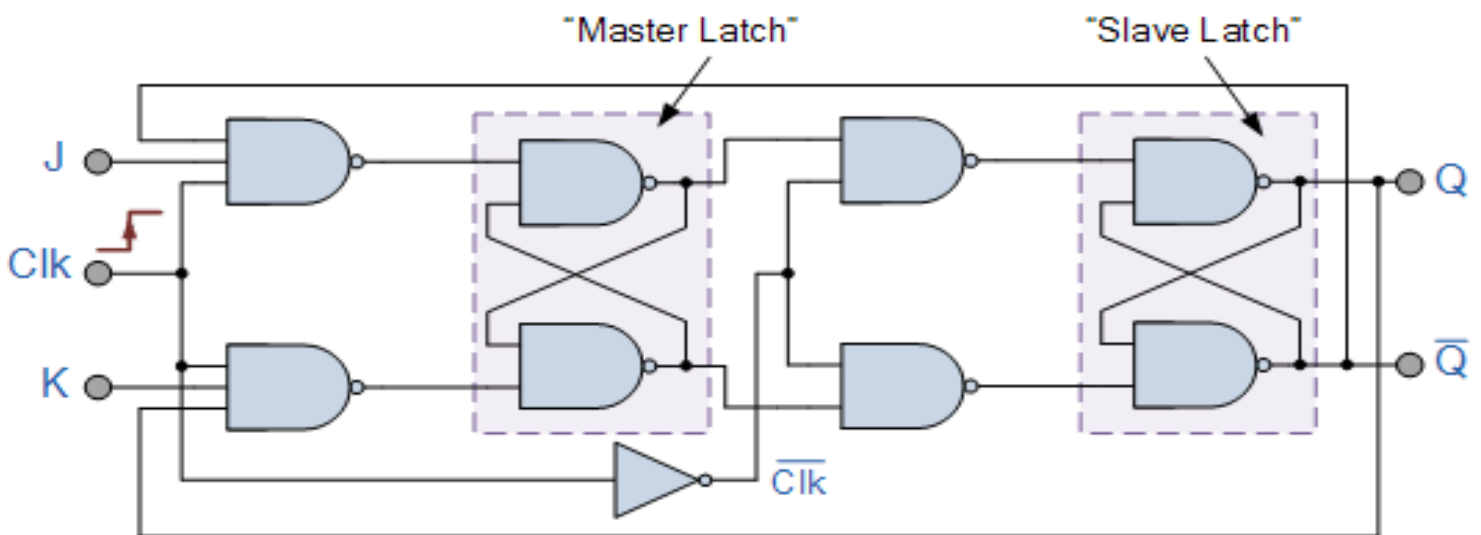 "Master Latch"
"Slave Latch"
J
Q
Clk
K
Q̅
C̅l̅k̅